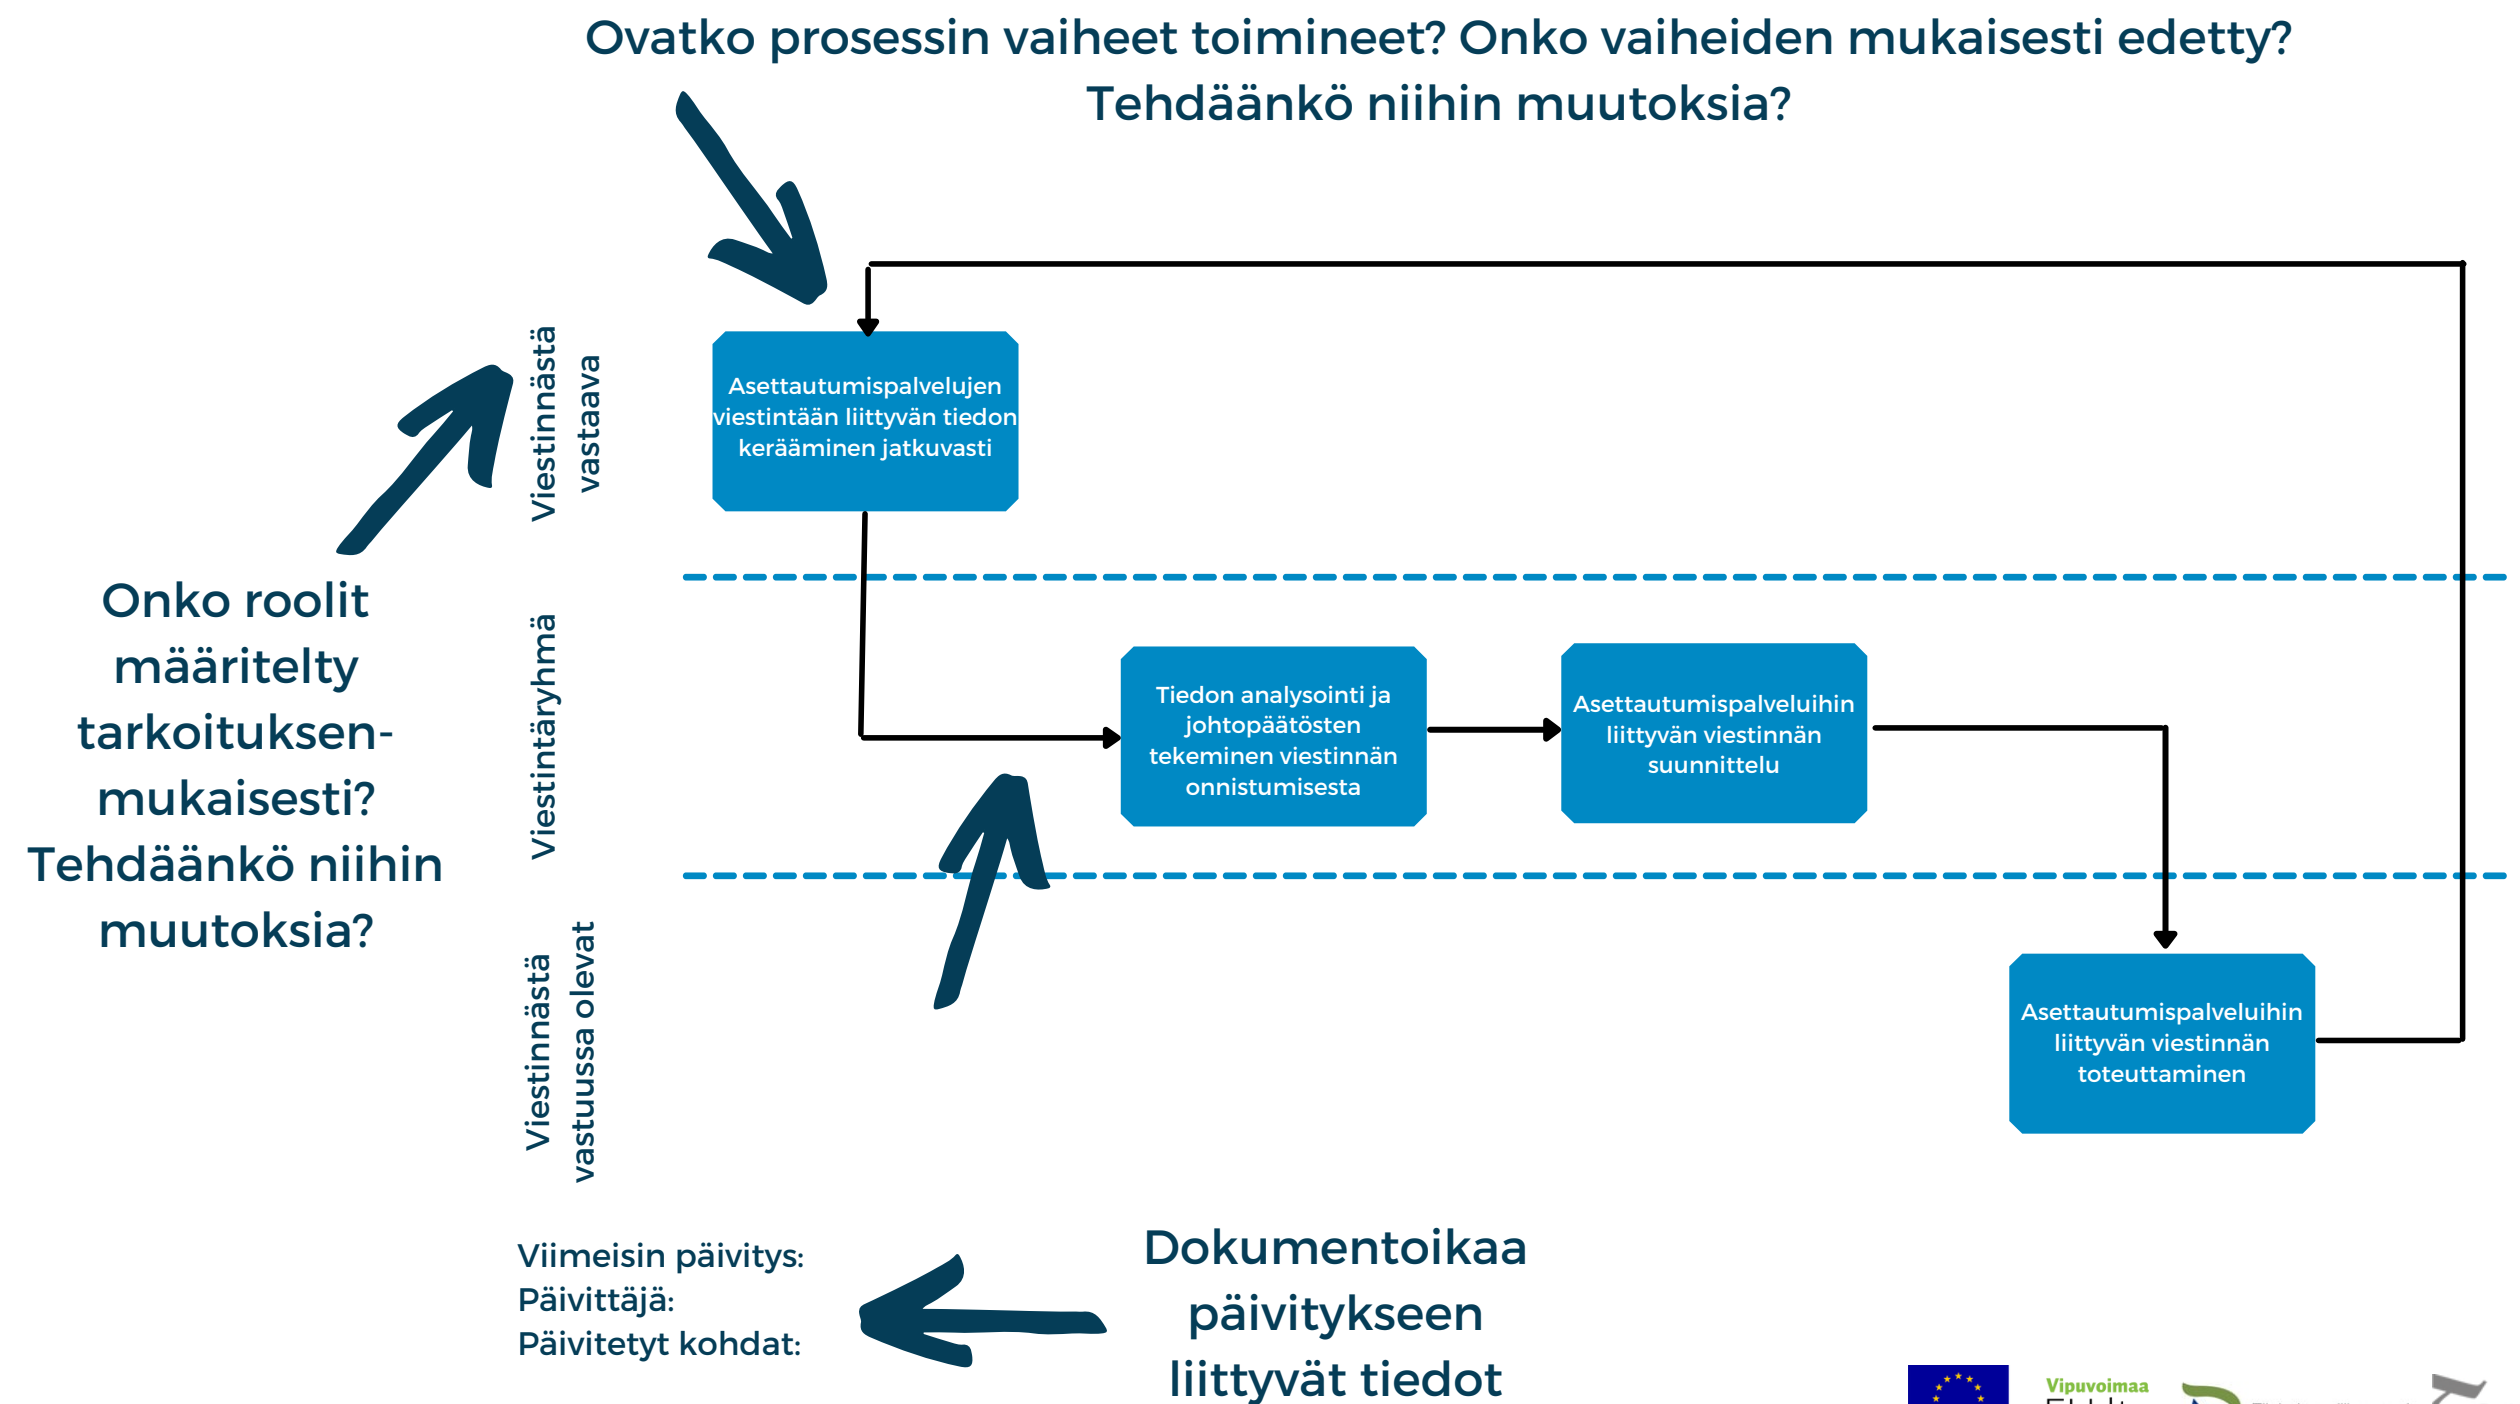 Ovatko prosessin vaiheet toimineet? Onko vaiheiden mukaisesti edetty?
Tehdäänkö niihin muutoksia?
Viestinnästä
vastaava
Asettautumispalvelujen
viestintään liittyvän tiedon
kerääminen jatkuvasti
Onko roolit
määritelty
tarkoituksen-
mukaisesti?
Tehdäänkö niihin
muutoksia?
Viestintäryhmä
Tiedon analysointi ja
johtopäätösten
tekeminen viestinnän
onnistumisesta
Asettautumispalveluihin
liittyvän viestinnän
suunnittelu
Viestinnästä
vastuussa olevat
Asettautumispalveluihin
liittyvän viestinnän
toteuttaminen
Viimeisin päivitys:
Päivittäjä:
Päivitetyt kohdat:
Dokumentoikaa
päivitykseen
liittyvät tiedot
Vipuvoimaa